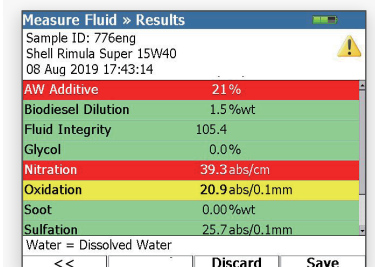 Measure Fluid » Results
Sample ID: 776eng
Shell Rimula Super 15W40
08 Aug 2019 17:43:14
AW Additive 21%
Biodiesel Dilution 1.5%wt
Fluid Integrity 105.4
Glycol 0.0%
Nitration 39.3abs/cm
Oxidation 20.9abs/0.1mm
Soot 0.00%wt
Sulfation 25.7abs/0.1mm
Water = Dissolved Water
<< Discard Save